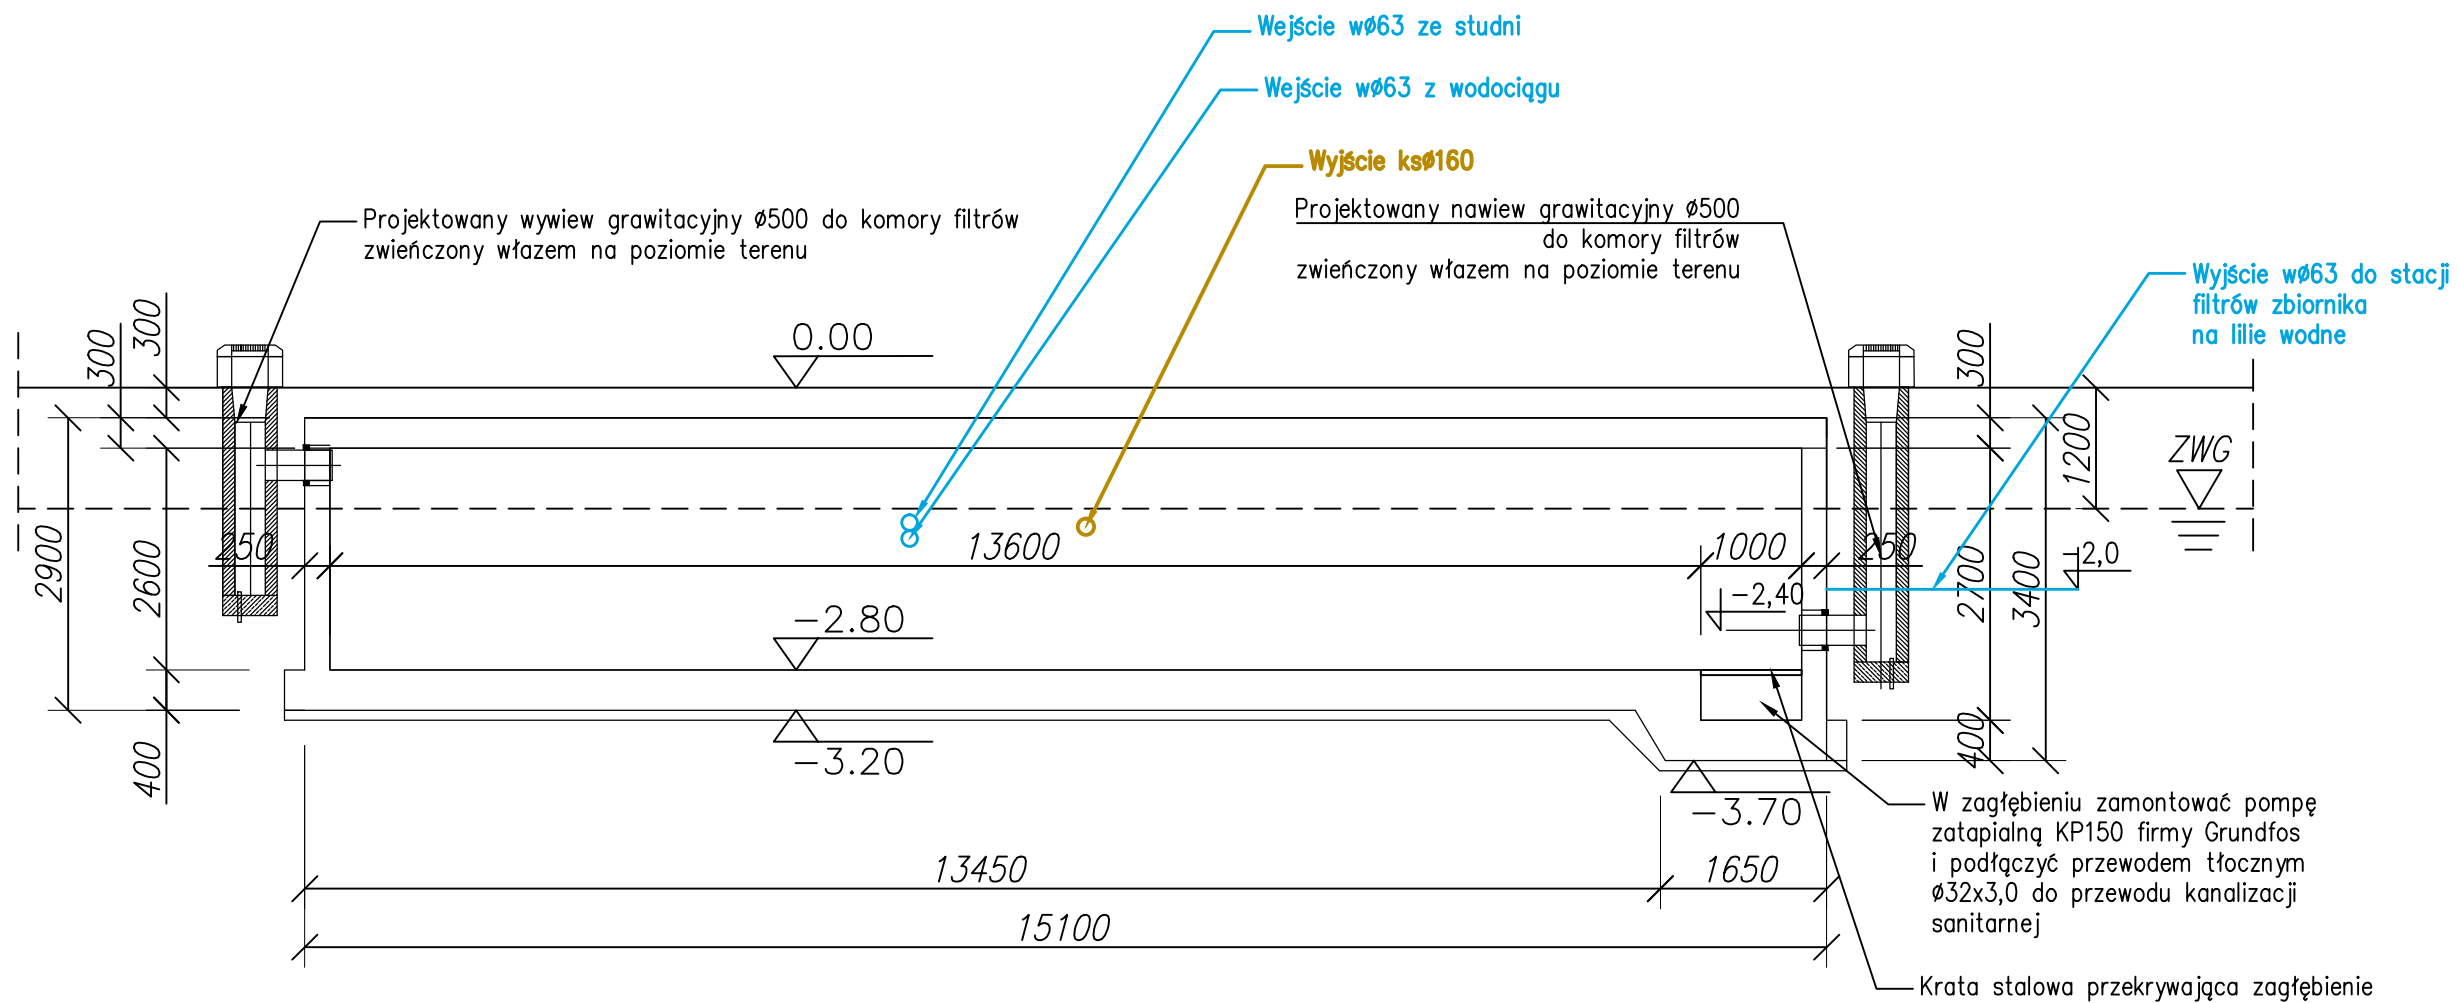 Wejście wø63 ze studni
Wejście wø63 z wodociągu
Wyjście ksø160
Projektowany wywiew grawitacyjny ø500 do komory filtrów
zwieńczony włazem na poziomie terenu
Projektowany nawiew grawitacyjny ø500
do komory filtrów
zwieńczony włazem na poziomie terenu
Wyjście wø63 do stacji
filtrów zbiornika
na lilie wodne
300
300
0.00
300
1200
ZWG
2900
2600
250
13600
1000
250
2700
3400
-2,0
-2,40
-2.80
400
-3.20
400
-3.70
W zagłębieniu zamontować pompę
zatapialną KP150 firmy Grundfos
i podłączyć przewodem tłocznym
ø32x3,0 do przewodu kanalizacji
sanitarnej
13450
1650
15100
Krata stalowa przekrywająca zagłębienie